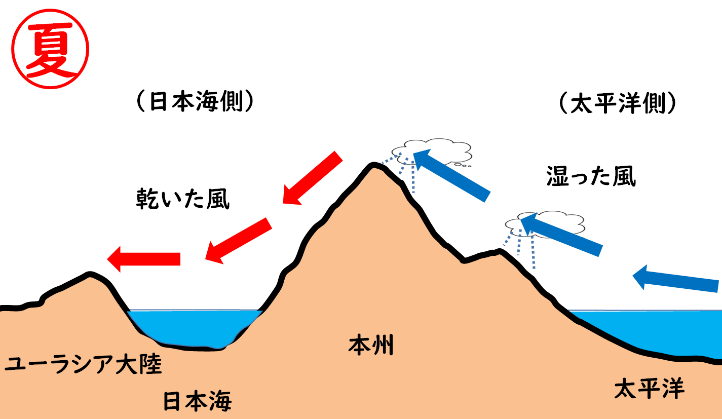 夏
(日本海側)
(太平洋側)
湿った風
乾いた風
本州
ユーラシア大陸
日本海
太平洋